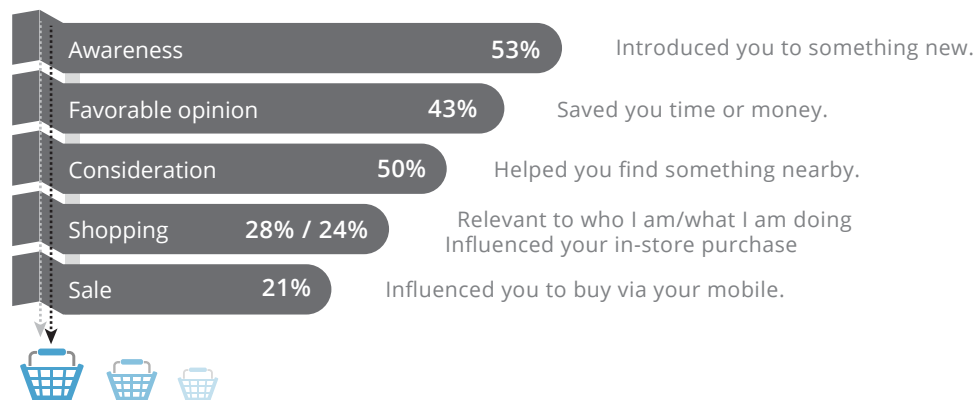 Awareness 53% Introduced you to something new.
Favorable opinion 43% Saved you time or money.
Consideration 50% Helped you find something nearby.
Shopping 28% / 24% Relevant to who I am/what I am doing
Influenced your in-store purchase
Sale 21% Influenced you to buy via your mobile.